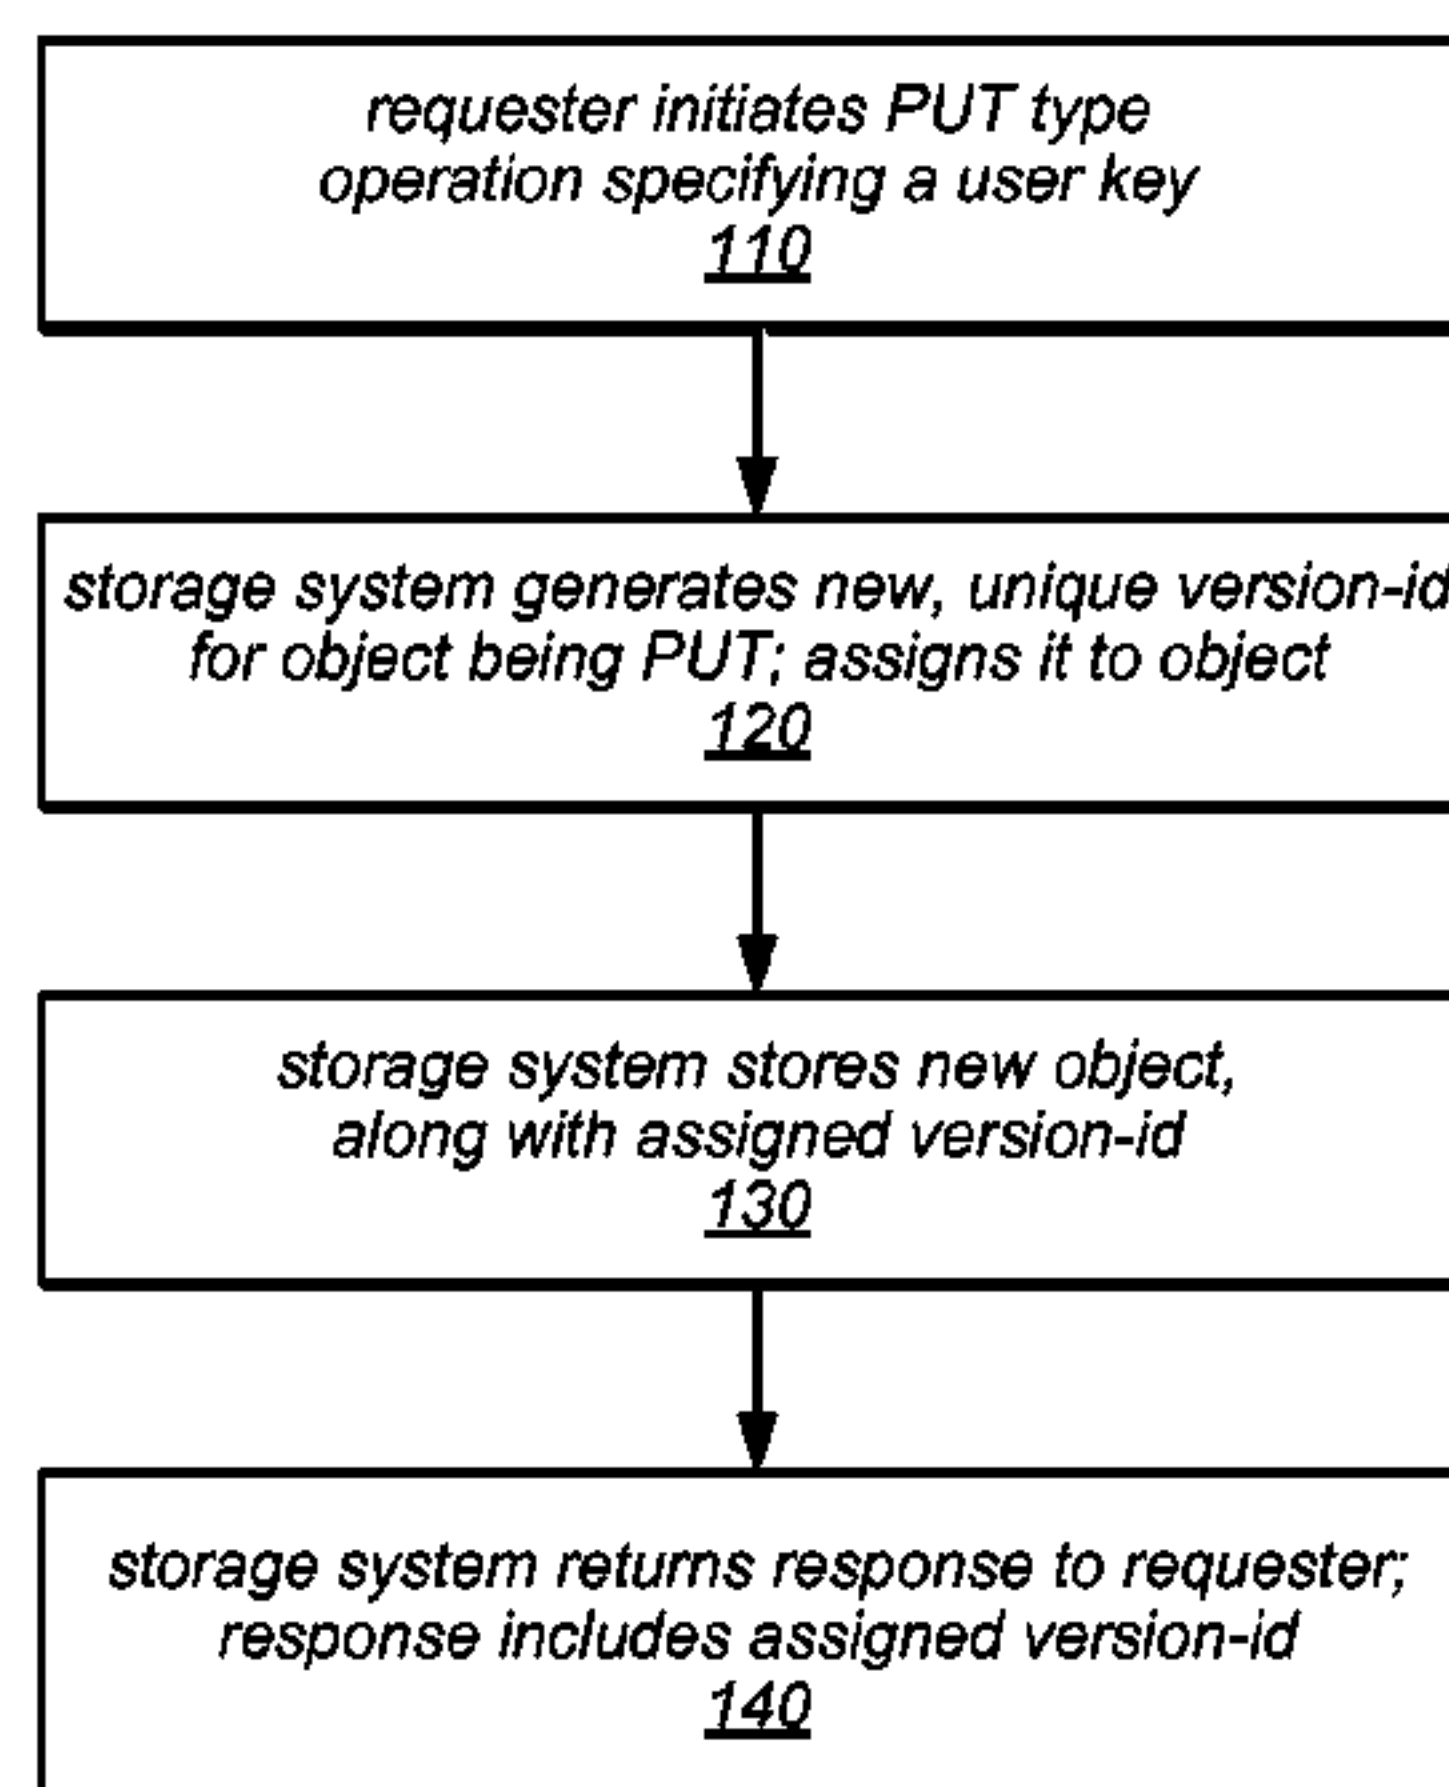 requester initiates PUT type
operation specifying a user key
110
storage system generates new, unique version-id
for object being PUT; assigns it to object
120
storage system stores new object,
along with assigned version-id
130
storage system returns response to requester;
response includes assigned version-id
140